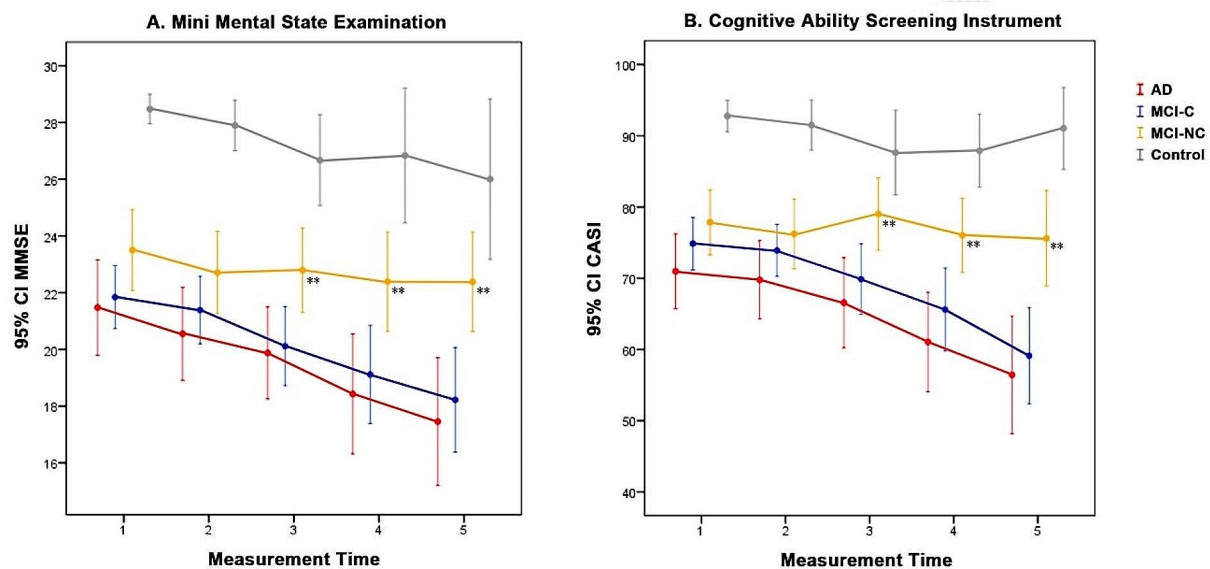 A. Mini Mental State Examination
95% CI MMSE
30
28
26
24
22
20
18
16
**
**
**
1 2 3 4 5
Measurement Time
B. Cognitive Ability Screening Instrument
95% CI CASI
100
90
80
70
60
50
40
**
**
**
1 2 3 4 5
Measurement Time
AD
MCI-C
MCI-NC
Control